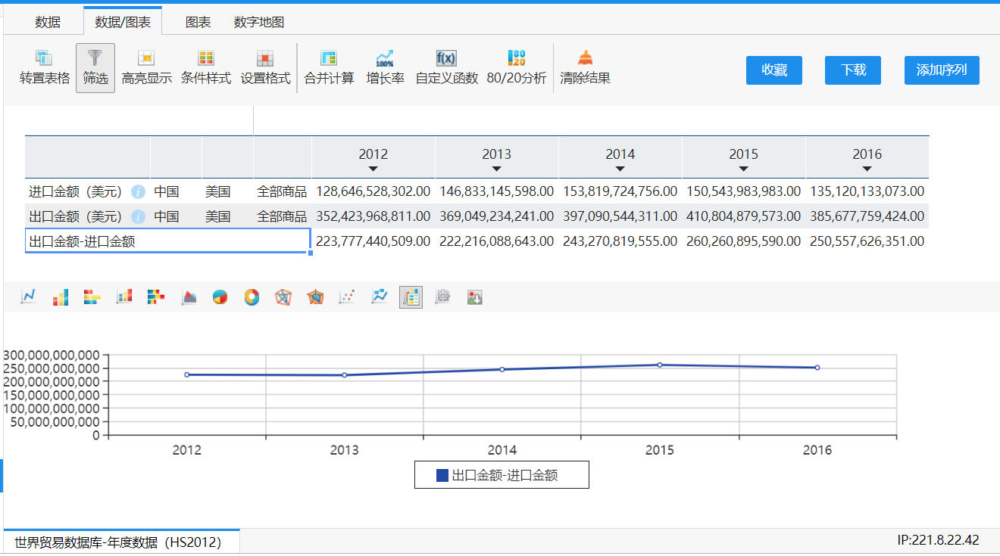 数据 数据/图表 图表 数字地图
转置表格 筛选 高亮显示 条件样式 设置格式 合并计算 100% 增长率 f(x) 自定义函数 80 20 80/20分析 清除结果 收藏 下载 添加序列
2012 2013 2014 2015 2016
进口金额（美元） i 中国 美国 全部商品 128,646,528,302.00 146,833,145,598.00 153,819,724,756.00 150,543,983,983.00 135,120,133,073.00
出口金额（美元） i 中国 美国 全部商品 352,423,968,811.00 369,049,234,241.00 397,090,544,311.00 410,804,879,573.00 385,677,759,424.00
出口金额-进口金额 223,777,440,509.00 222,216,088,643.00 243,270,819,555.00 260,260,895,590.00 250,557,626,351.00
300,000,000,000
250,000,000,000
200,000,000,000
150,000,000,000
100,000,000,000
50,000,000,000
0
2012 2013 2014 2015 2016
出口金额-进口金额
世界贸易数据库-年度数据（HS2012） IP:221.8.22.42